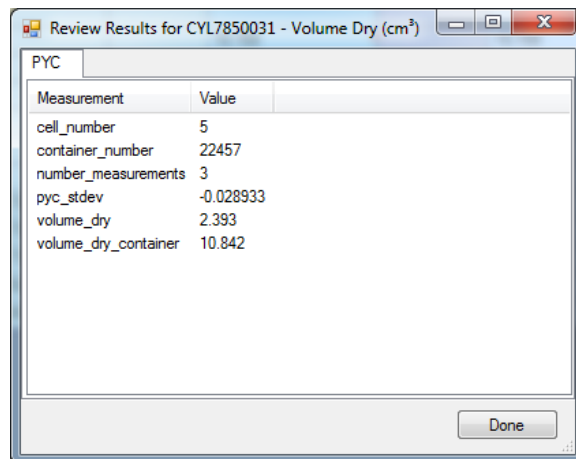 Review Results for CYL7850031 - Volume Dry (cm³)
PYC
Measurement Value
cell_number 5
container_number 22457
number_measurements 3
pyc_stdev -0.028933
volume_dry 2.393
volume_dry_container 10.842
Done